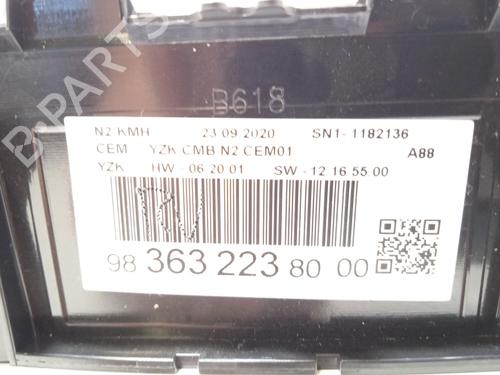 B618
N2 KMH 23 09 2020 SN1- 1182136
CEM YZK CMB N2 CEM01 A88
YZK HW - 06 20 01 SW - 12 16 55 00
98 363 223 80 00
B-PARTS